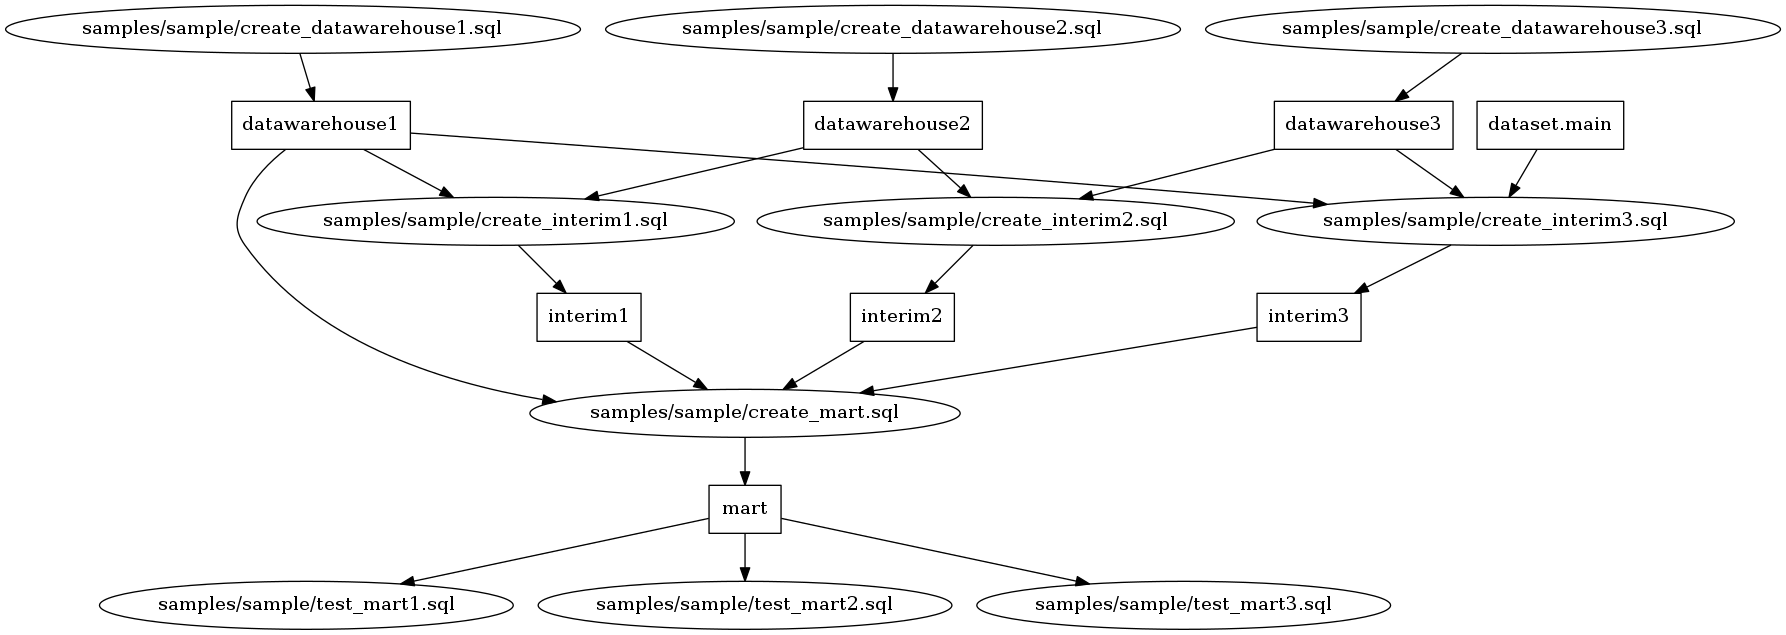 samples/sample/create_datawarehouse1.sql
samples/sample/create_datawarehouse2.sql
samples/sample/create_datawarehouse3.sql
datawarehouse1
datawarehouse2
datawarehouse3
dataset.main
samples/sample/create_interim1.sql
samples/sample/create_interim2.sql
samples/sample/create_interim3.sql
interim1
interim2
interim3
samples/sample/create_mart.sql
mart
samples/sample/test_mart1.sql
samples/sample/test_mart2.sql
samples/sample/test_mart3.sql